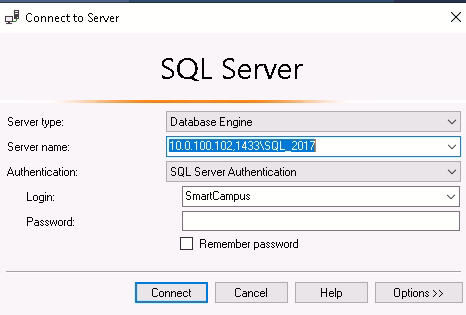 Connect to Server
SQL Server
Server type: Database Engine
Server name: 10.0.100.102,1433\SQL_2017
Authentication: SQL Server Authentication
Login: SmartCampus
Password:
Remember password
Connect Cancel Help Options >>